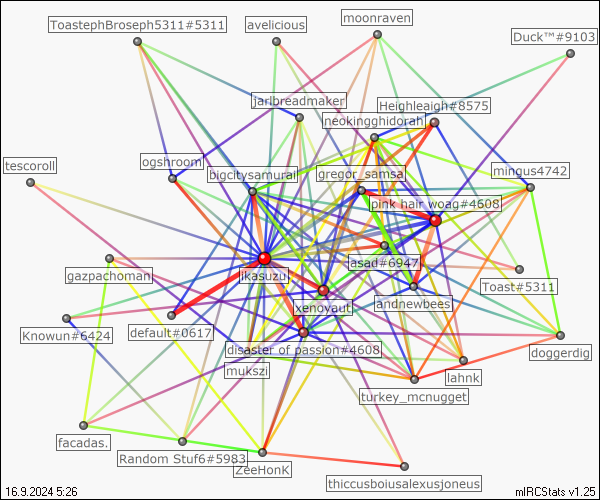 ToastephBroseph5311#5311
avelicious
moonraven
Duck™#9103
jarlbreadmaker
Heighleaigh#8575
neokingghidorah
tescoroll
ogshroom
bigcitysamurai
gregor_samsa
mingus4742
pink hair woag#4608
gazpachoman
ikasuzu
asad#6947
Toast#5311
xenoyaut
andnewbees
Knowun#6424
default#0617
disaster of passion#4608
doggerdig
mukszi
lahnk
turkey_mcnugget
facadas.
Random Stuf6#5983
ZeeHonK
thiccusboiusalexusjoneus
16.9.2024 5:26
mIRCStats v1.25